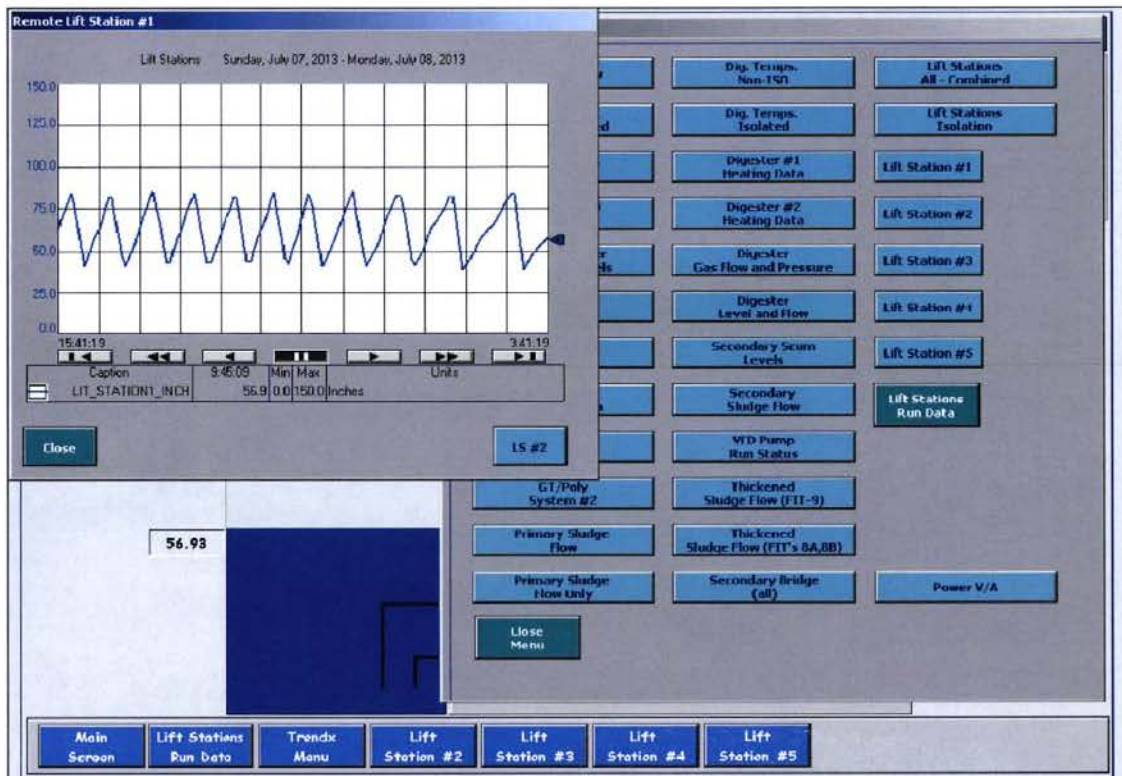 Remote Lift Station #1
Lift Stations Sunday, July 07, 2013 - Monday, July 08, 2013
150.0
125.0
100.0
75.0
50.0
25.0
0.0
15:41:19
3:41:19
Caption 9:45:09 Min Max Units
LIT_STATION1_INCH 56.9 0.0 150.0 Inches
Close
LS #2
d
ls
Dig. Temps.
Non-ISO
Lift Stations
All - Combined
Dig. Temps.
Isolated
Lift Stations
Isolation
Digester #1
Heating Data
Lift Station #1
Digester #2
Heating Data
Lift Station #2
Digester
Gas Flow and Pressure
Lift Station #3
Digester
Level and Flow
Lift Station #4
Secondary Scum
Levels
Lift Station #5
Secondary
Sludge Flow
Lift Stations
Run Data
VFD Pump
Run Status
GT/Poly
System #2
Thickened
Sludge Flow (FIT-9)
Primary Sludge
Flow
Thickened
Sludge Flow (FIT's 8A,8B)
Primary Sludge
Flow Only
Secondary Bridge
(all)
Power V/A
Close
Menu
56.93
Main
Screen
Lift Stations
Run Data
Trendx
Menu
Lift
Station #2
Lift
Station #3
Lift
Station #4
Lift
Station #5